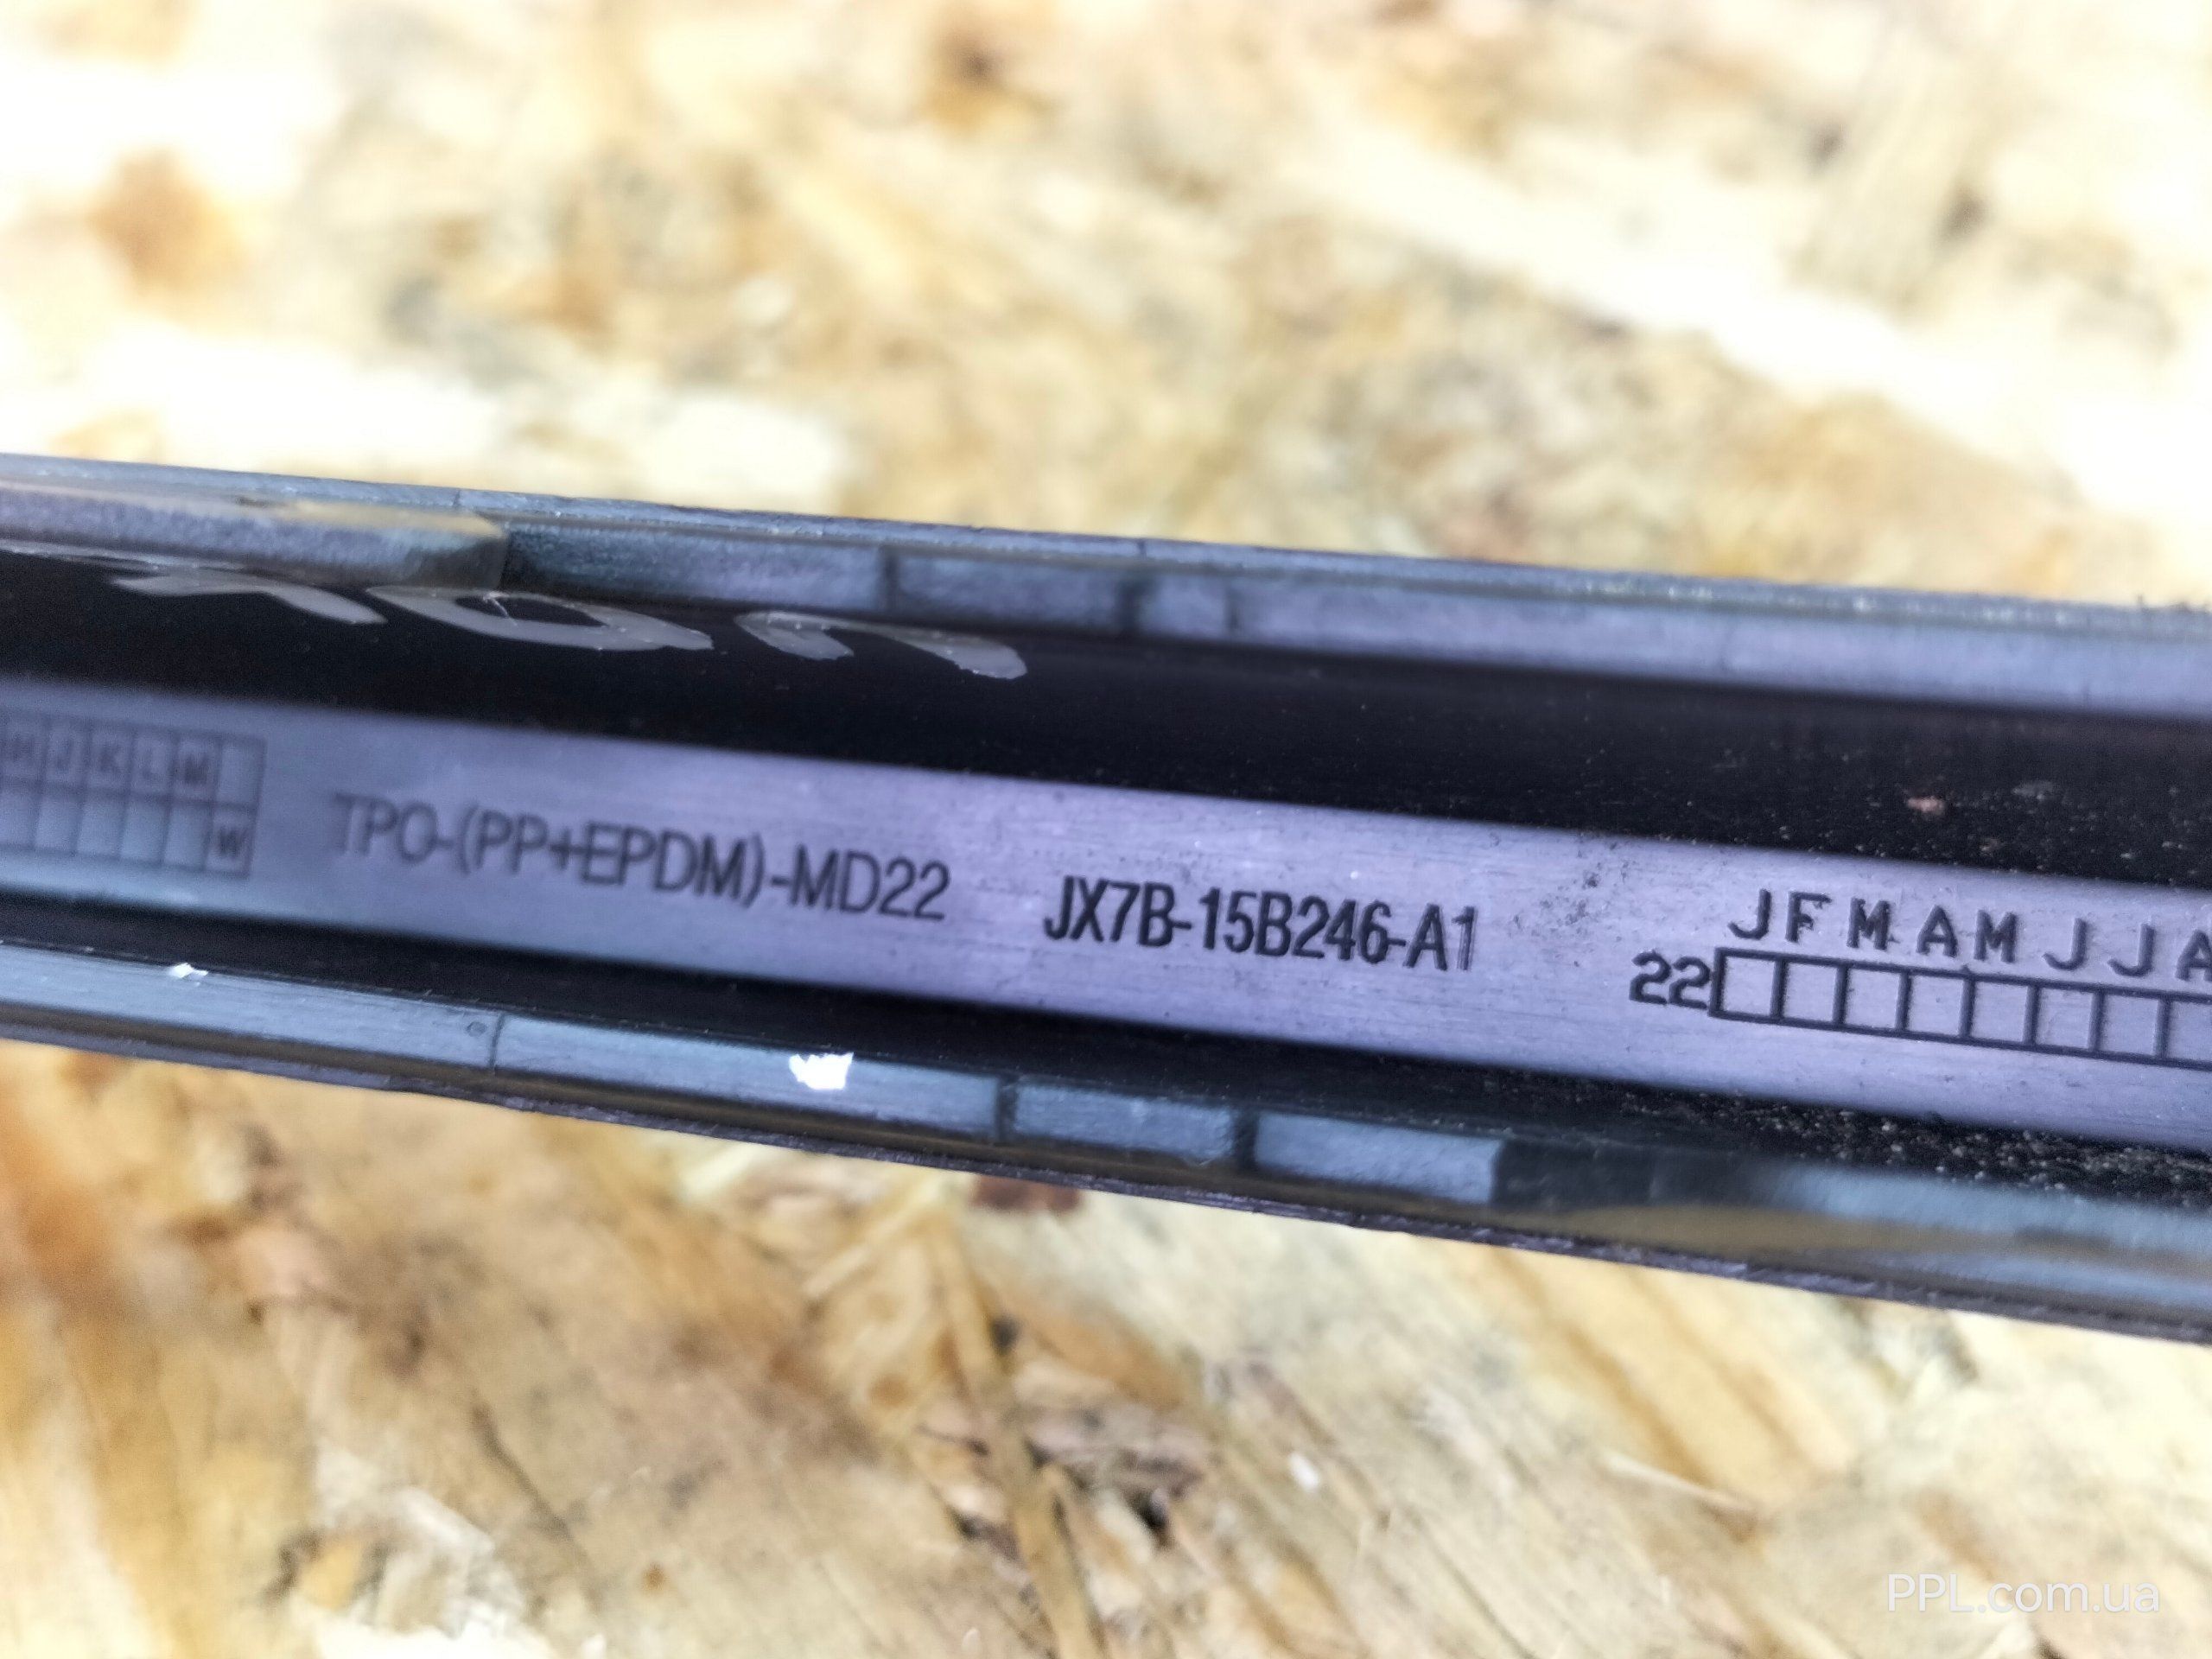 H J K L M
W
TPO-(PP+EPDM)-MD22
JX7B-15B246-A1
J F M A M J J A
22
PPL.com.ua